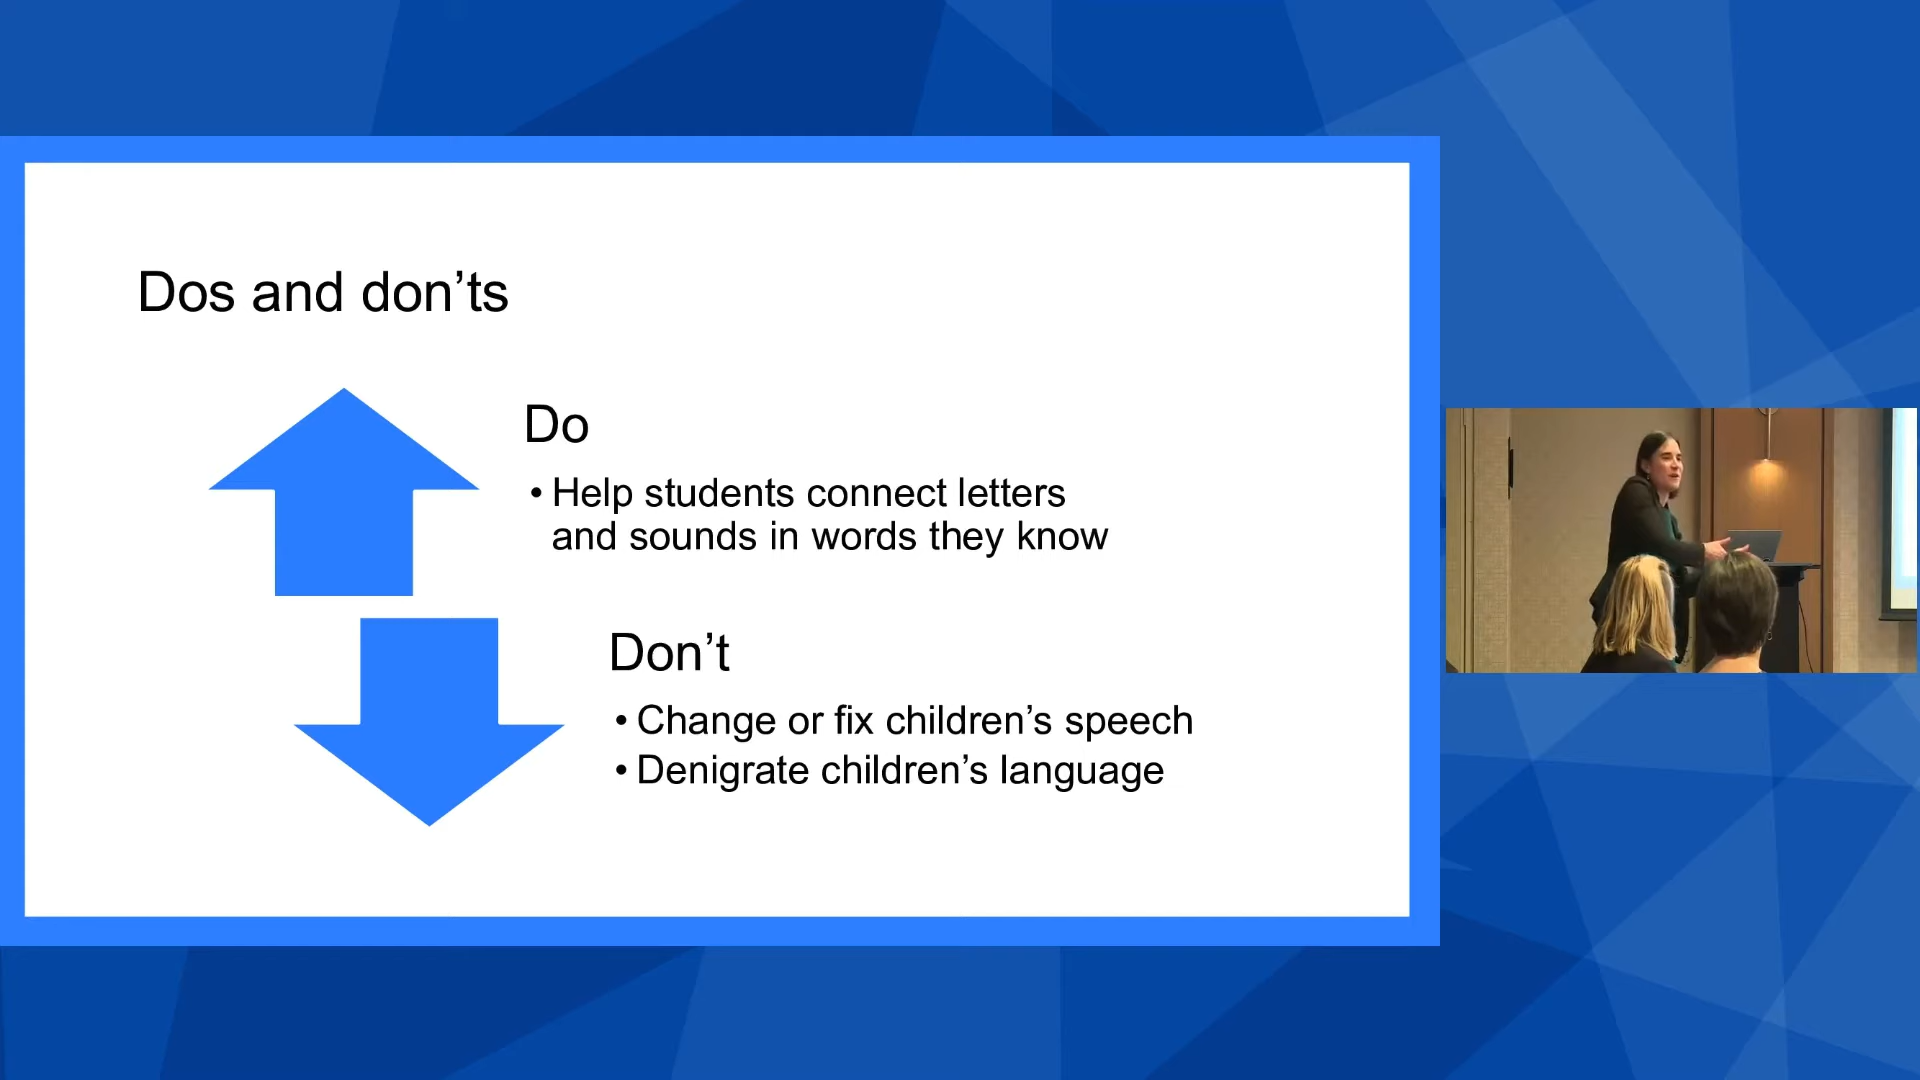 Dos and don’ts
Do
• Help students connect letters
and sounds in words they know
Don’t
• Change or fix children’s speech
• Denigrate children’s language